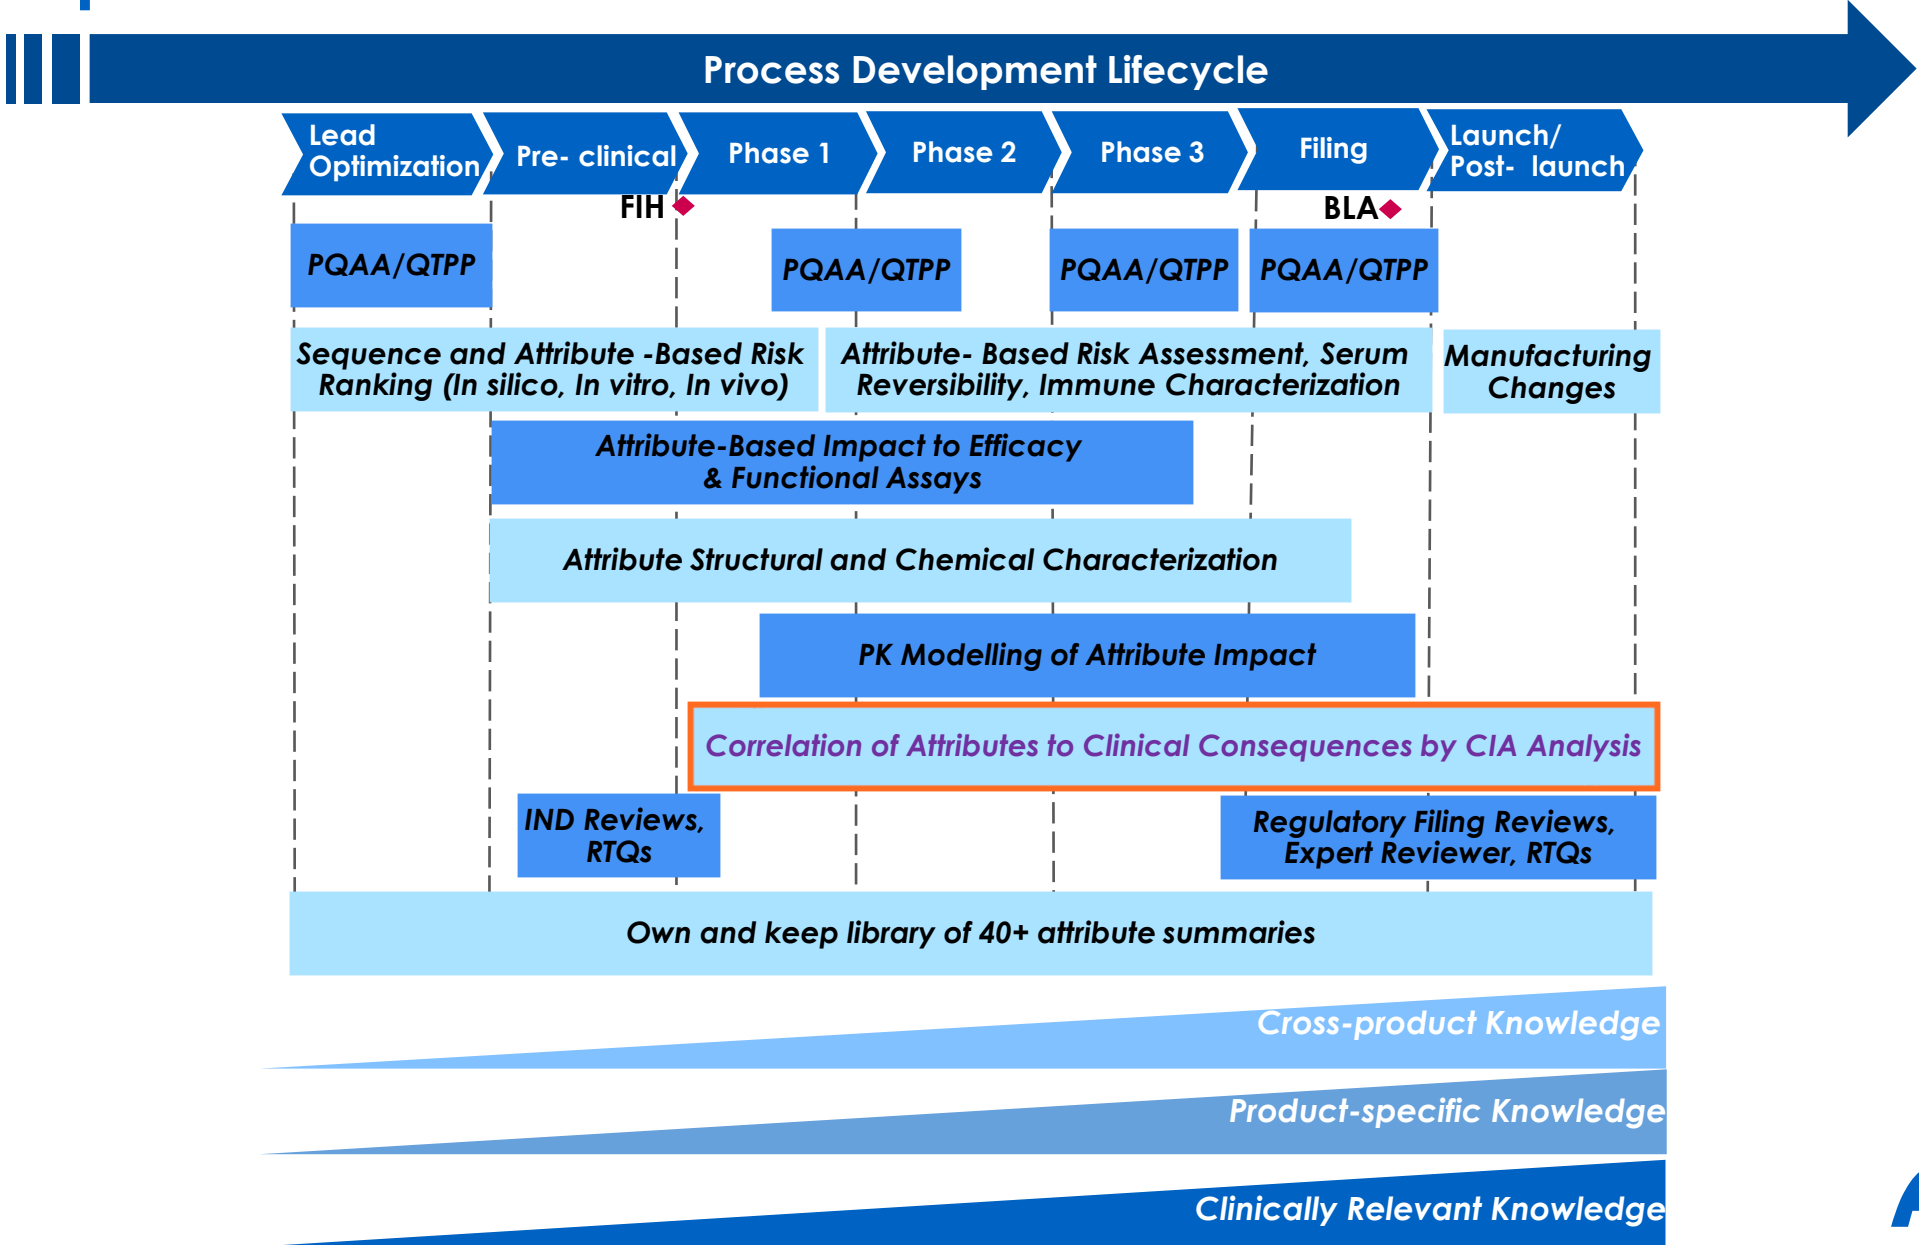 Process Development Lifecycle
Lead
Optimization
Pre- clinical
Phase 1
Phase 2
Phase 3
Filing
Launch/
Post- launch
FIH
BLA
PQAA/QTPP
PQAA/QTPP
PQAA/QTPP
PQAA/QTPP
Sequence and Attribute -Based Risk
Ranking (In silico, In vitro, In vivo)
Attribute- Based Risk Assessment, Serum
Reversibility, Immune Characterization
Manufacturing
Changes
Attribute-Based Impact to Efficacy
& Functional Assays
Attribute Structural and Chemical Characterization
PK Modelling of Attribute Impact
Correlation of Attributes to Clinical Consequences by CIA Analysis
IND Reviews,
RTQs
Regulatory Filing Reviews,
Expert Reviewer, RTQs
Own and keep library of 40+ attribute summaries
Cross-product Knowledge
Product-specific Knowledge
Clinically Relevant Knowledge